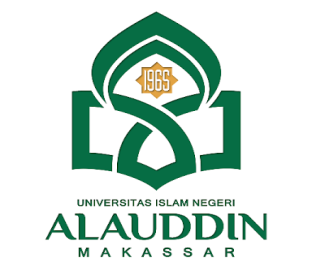 1965
UNIVERSITAS ISLAM NEGERI
ALAUDDIN
MAKASSAR